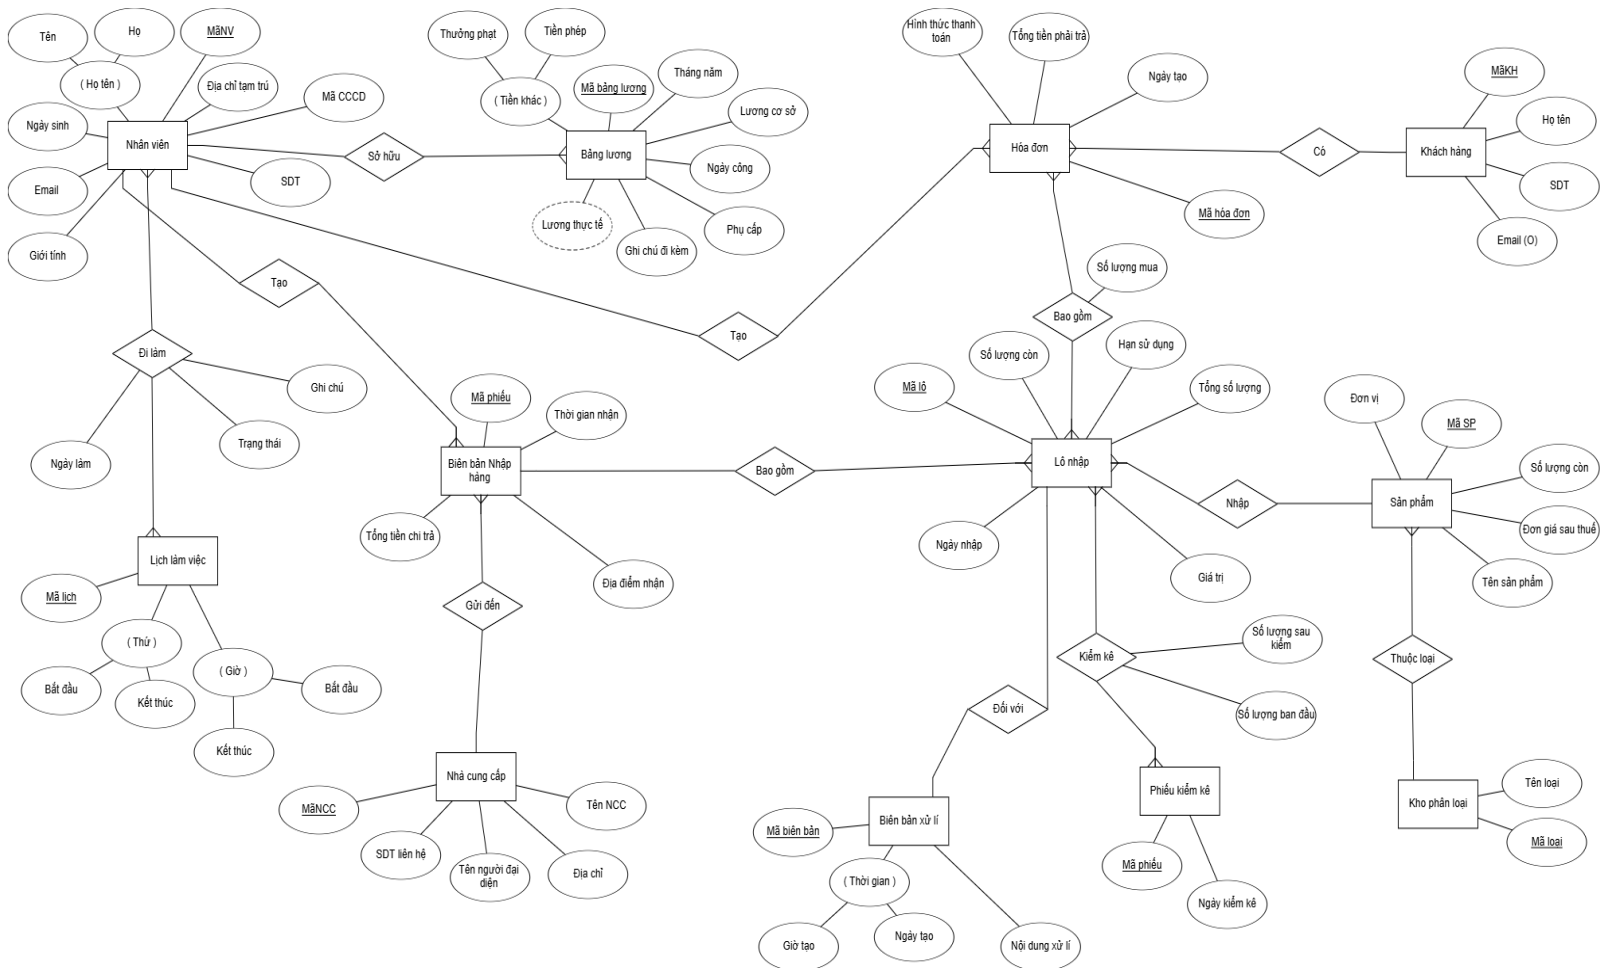 Tên
Họ
MãNV
( Họ tên )
Địa chỉ tạm trú
Mã CCCD
Ngày sinh
Nhân viên
Email
SDT
Giới tính
Sở hữu
Thưởng phạt
Tiền phép
( Tiền khác )
Mã bảng lương
Tháng năm
Lương cơ sở
Bảng lương
Ngày công
Lương thực tế
Ghi chú đi kèm
Phụ cấp
Hình thức thanh
toán
Tổng tiền phải trả
Ngày tạo
Hóa đơn
Mã hóa đơn
Có
MãKH
Họ tên
Khách hàng
SDT
Email (O)
Tạo
Tạo
Số lượng mua
Bao gồm
Đi làm
Ghi chú
Trạng thái
Ngày làm
Mã phiếu
Thời gian nhận
Biên bản Nhập
hàng
Tổng tiền chi trả
Địa điểm nhận
Bao gồm
Số lượng còn
Hạn sử dụng
Mã lô
Tổng số lượng
Lô nhập
Ngày nhập
Giá trị
Nhập
Đơn vị
Mã SP
Số lượng còn
Sản phẩm
Đơn giá sau thuế
Tên sản phẩm
Lịch làm việc
Mã lịch
( Thứ )
( Giờ )
Bắt đầu
Kết thúc
Bắt đầu
Kết thúc
Gửi đến
Nhà cung cấp
MãNCC
Tên NCC
SDT liên hệ
Tên người đại
diện
Địa chỉ
Đối với
Kiểm kê
Số lượng sau
kiểm
Số lượng ban đầu
Thuộc loại
Biên bản xử lí
Mã biên bản
( Thời gian )
Giờ tạo
Ngày tạo
Nội dung xử lí
Phiếu kiểm kê
Mã phiếu
Ngày kiểm kê
Kho phân loại
Tên loại
Mã loại